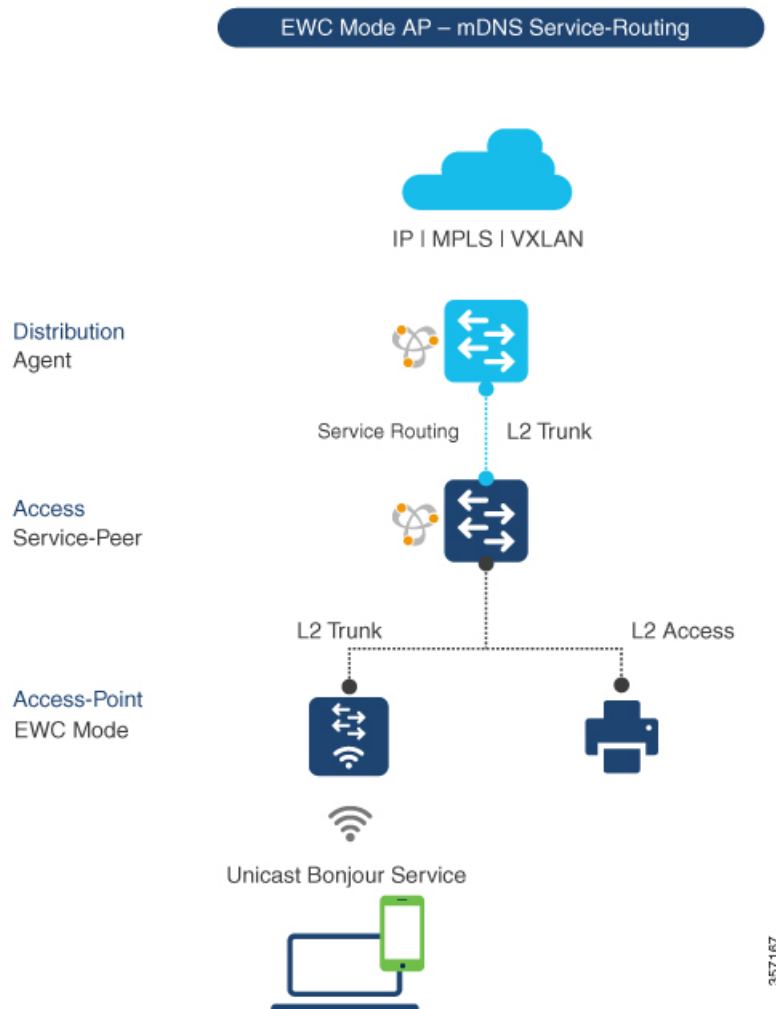 EWC Mode AP – mDNS Service-Routing
IP | MPLS | VXLAN
Distribution
Agent
Service Routing
L2 Trunk
Access
Service-Peer
L2 Trunk
L2 Access
Access-Point
EWC Mode
Unicast Bonjour Service
357167